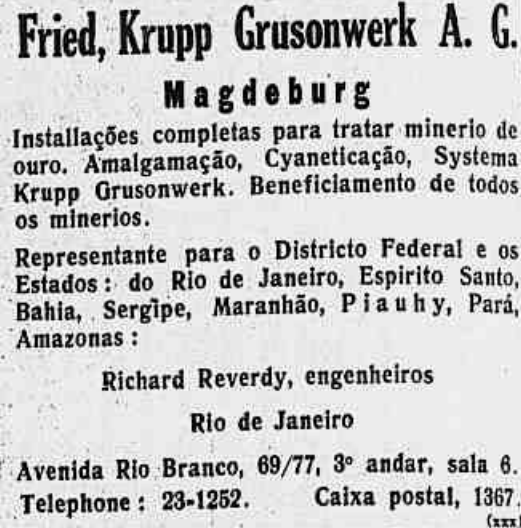 Fried, Krupp Grusonwerk A. G.
Magdeburg
Installações completas para tratar minerio de
ouro. Amalgamação, Cyaneticação, Systema
Krupp Grusonwerk. Beneficiamento de todos
os minerios.
Representante para o Districto Federal e os
Estados : do Rio de Janeiro, Espirito Santo,
Bahia, Sergipe, Maranhão, Piauhy, Pará,
Amazonas :
Richard Reverdy, engenheiros
Rio de Janeiro
Avenida Rio Branco, 69/77, 3º andar, sala 6.
Telephone : 23-1252. Caixa postal, 1367.
(xxx)